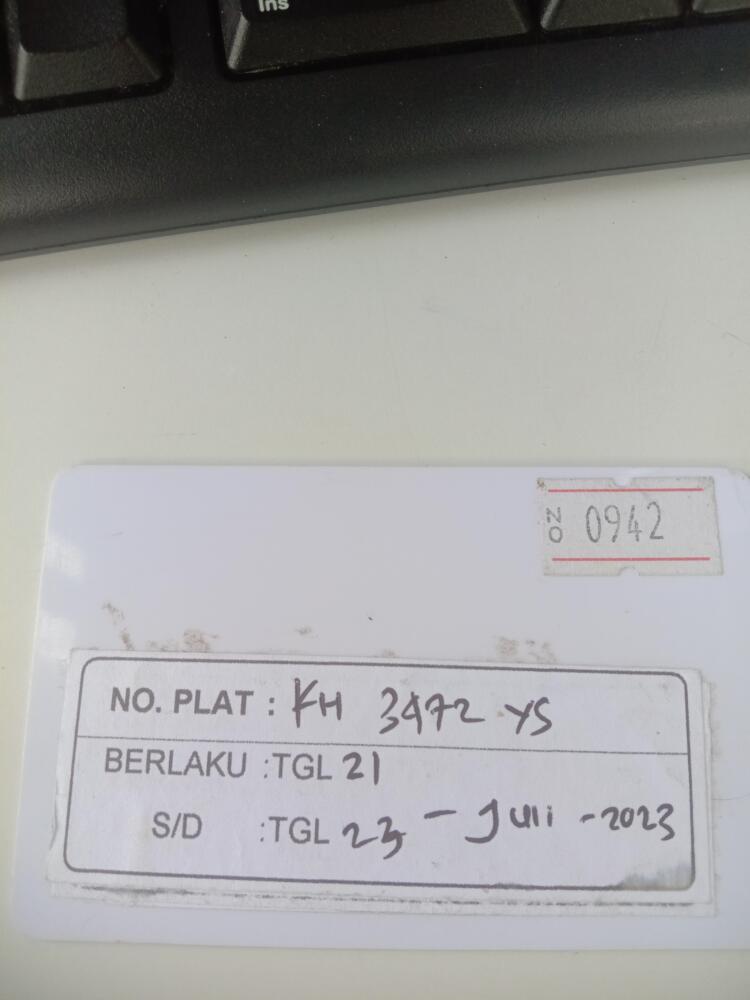 Ins
NO 0942
NO. PLAT : KH 3472 YS
BERLAKU :TGL 21
S/D :TGL 23 - Juli - 2023